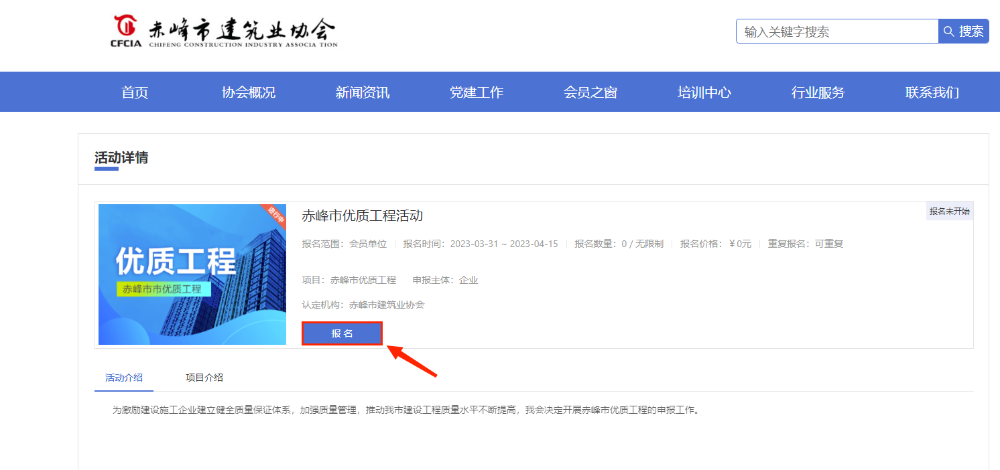 赤峰市建筑业协会
CFCIA CHIFENG CONSTRUCTION INDUSTRY ASSOCIA TION
输入关键字搜索 搜索
首页 协会概况 新闻资讯 党建工作 会员之窗 培训中心 行业服务 联系我们
活动详情
进行中
优质工程
赤峰市市优质工程
赤峰市优质工程活动 报名未开始
报名范围：会员单位 报名时间：2023-03-31 ~ 2023-04-15 报名数量：0 / 无限制 报名价格：￥0元 重复报名：可重复
项目：赤峰市优质工程 申报主体：企业
认定机构：赤峰市建筑业协会
报 名
活动介绍 项目介绍
为激励建设施工企业建立健全质量保证体系，加强质量管理，推动我市建设工程质量水平不断提高，我会决定开展赤峰市优质工程的申报工作。